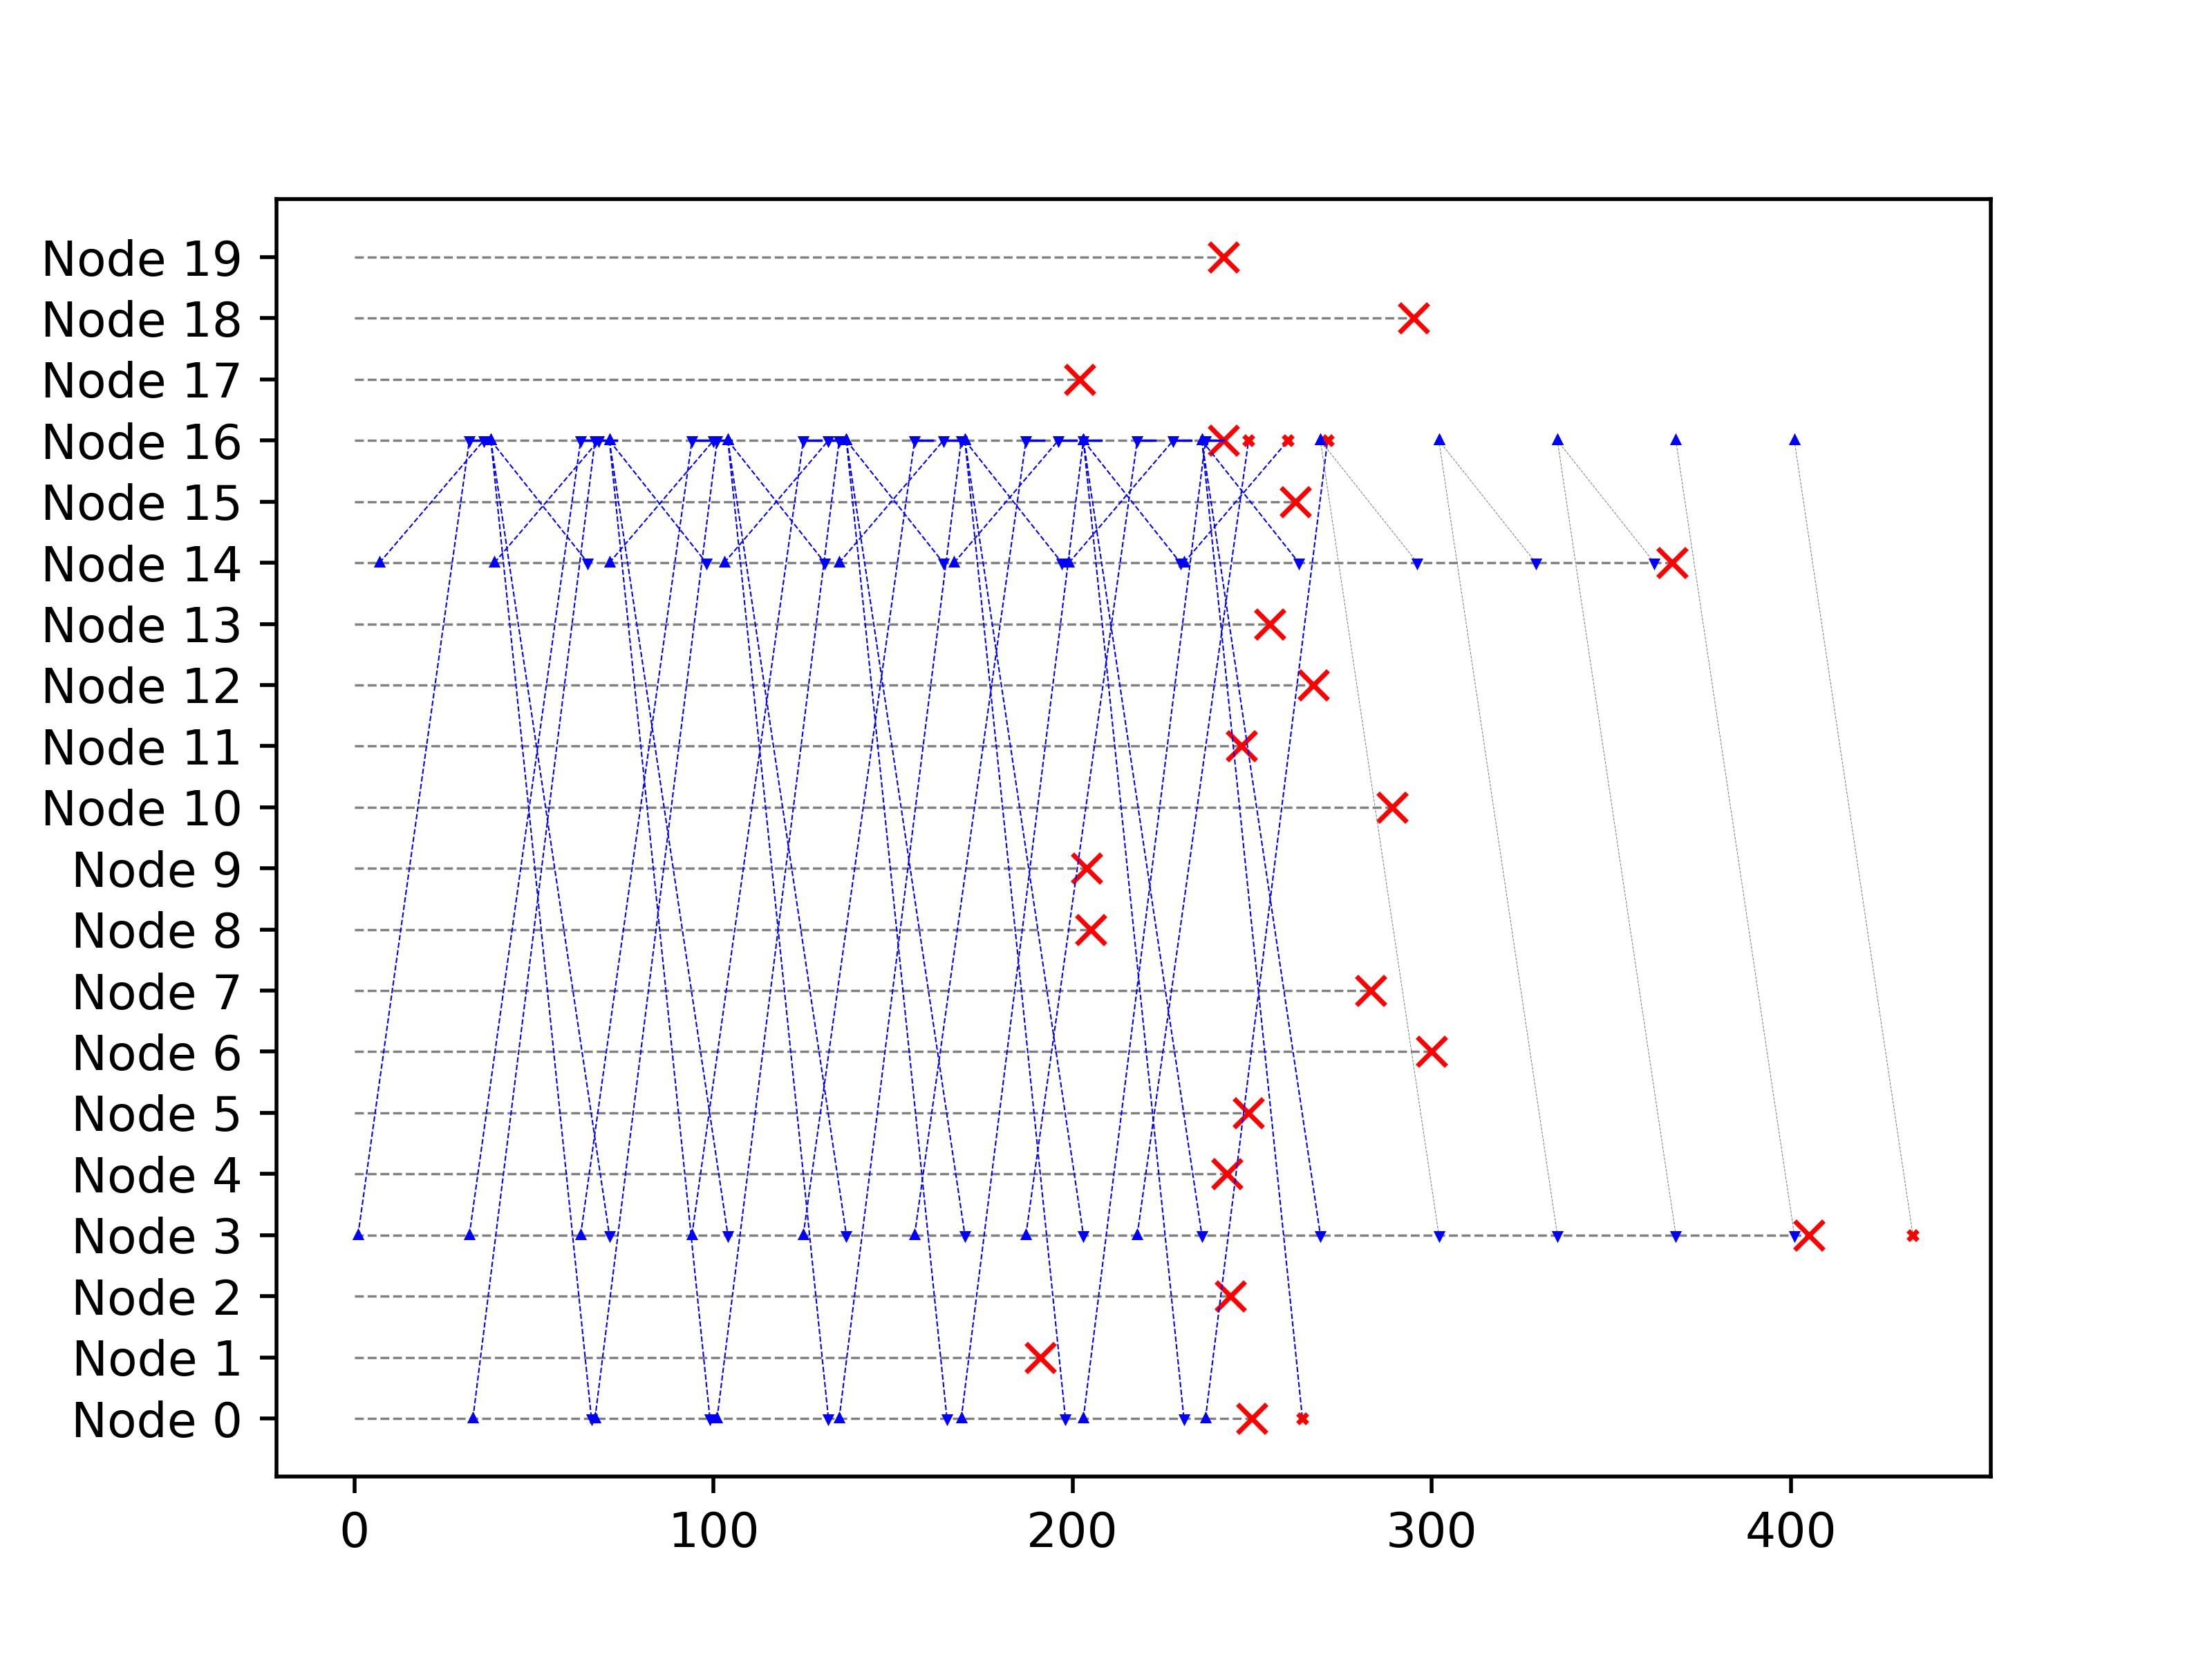 Node 19
Node 18
Node 17
Node 16
Node 15
Node 14
Node 13
Node 12
Node 11
Node 10
Node 9
Node 8
Node 7
Node 6
Node 5
Node 4
Node 3
Node 2
Node 1
Node 0
0 100 200 300 400